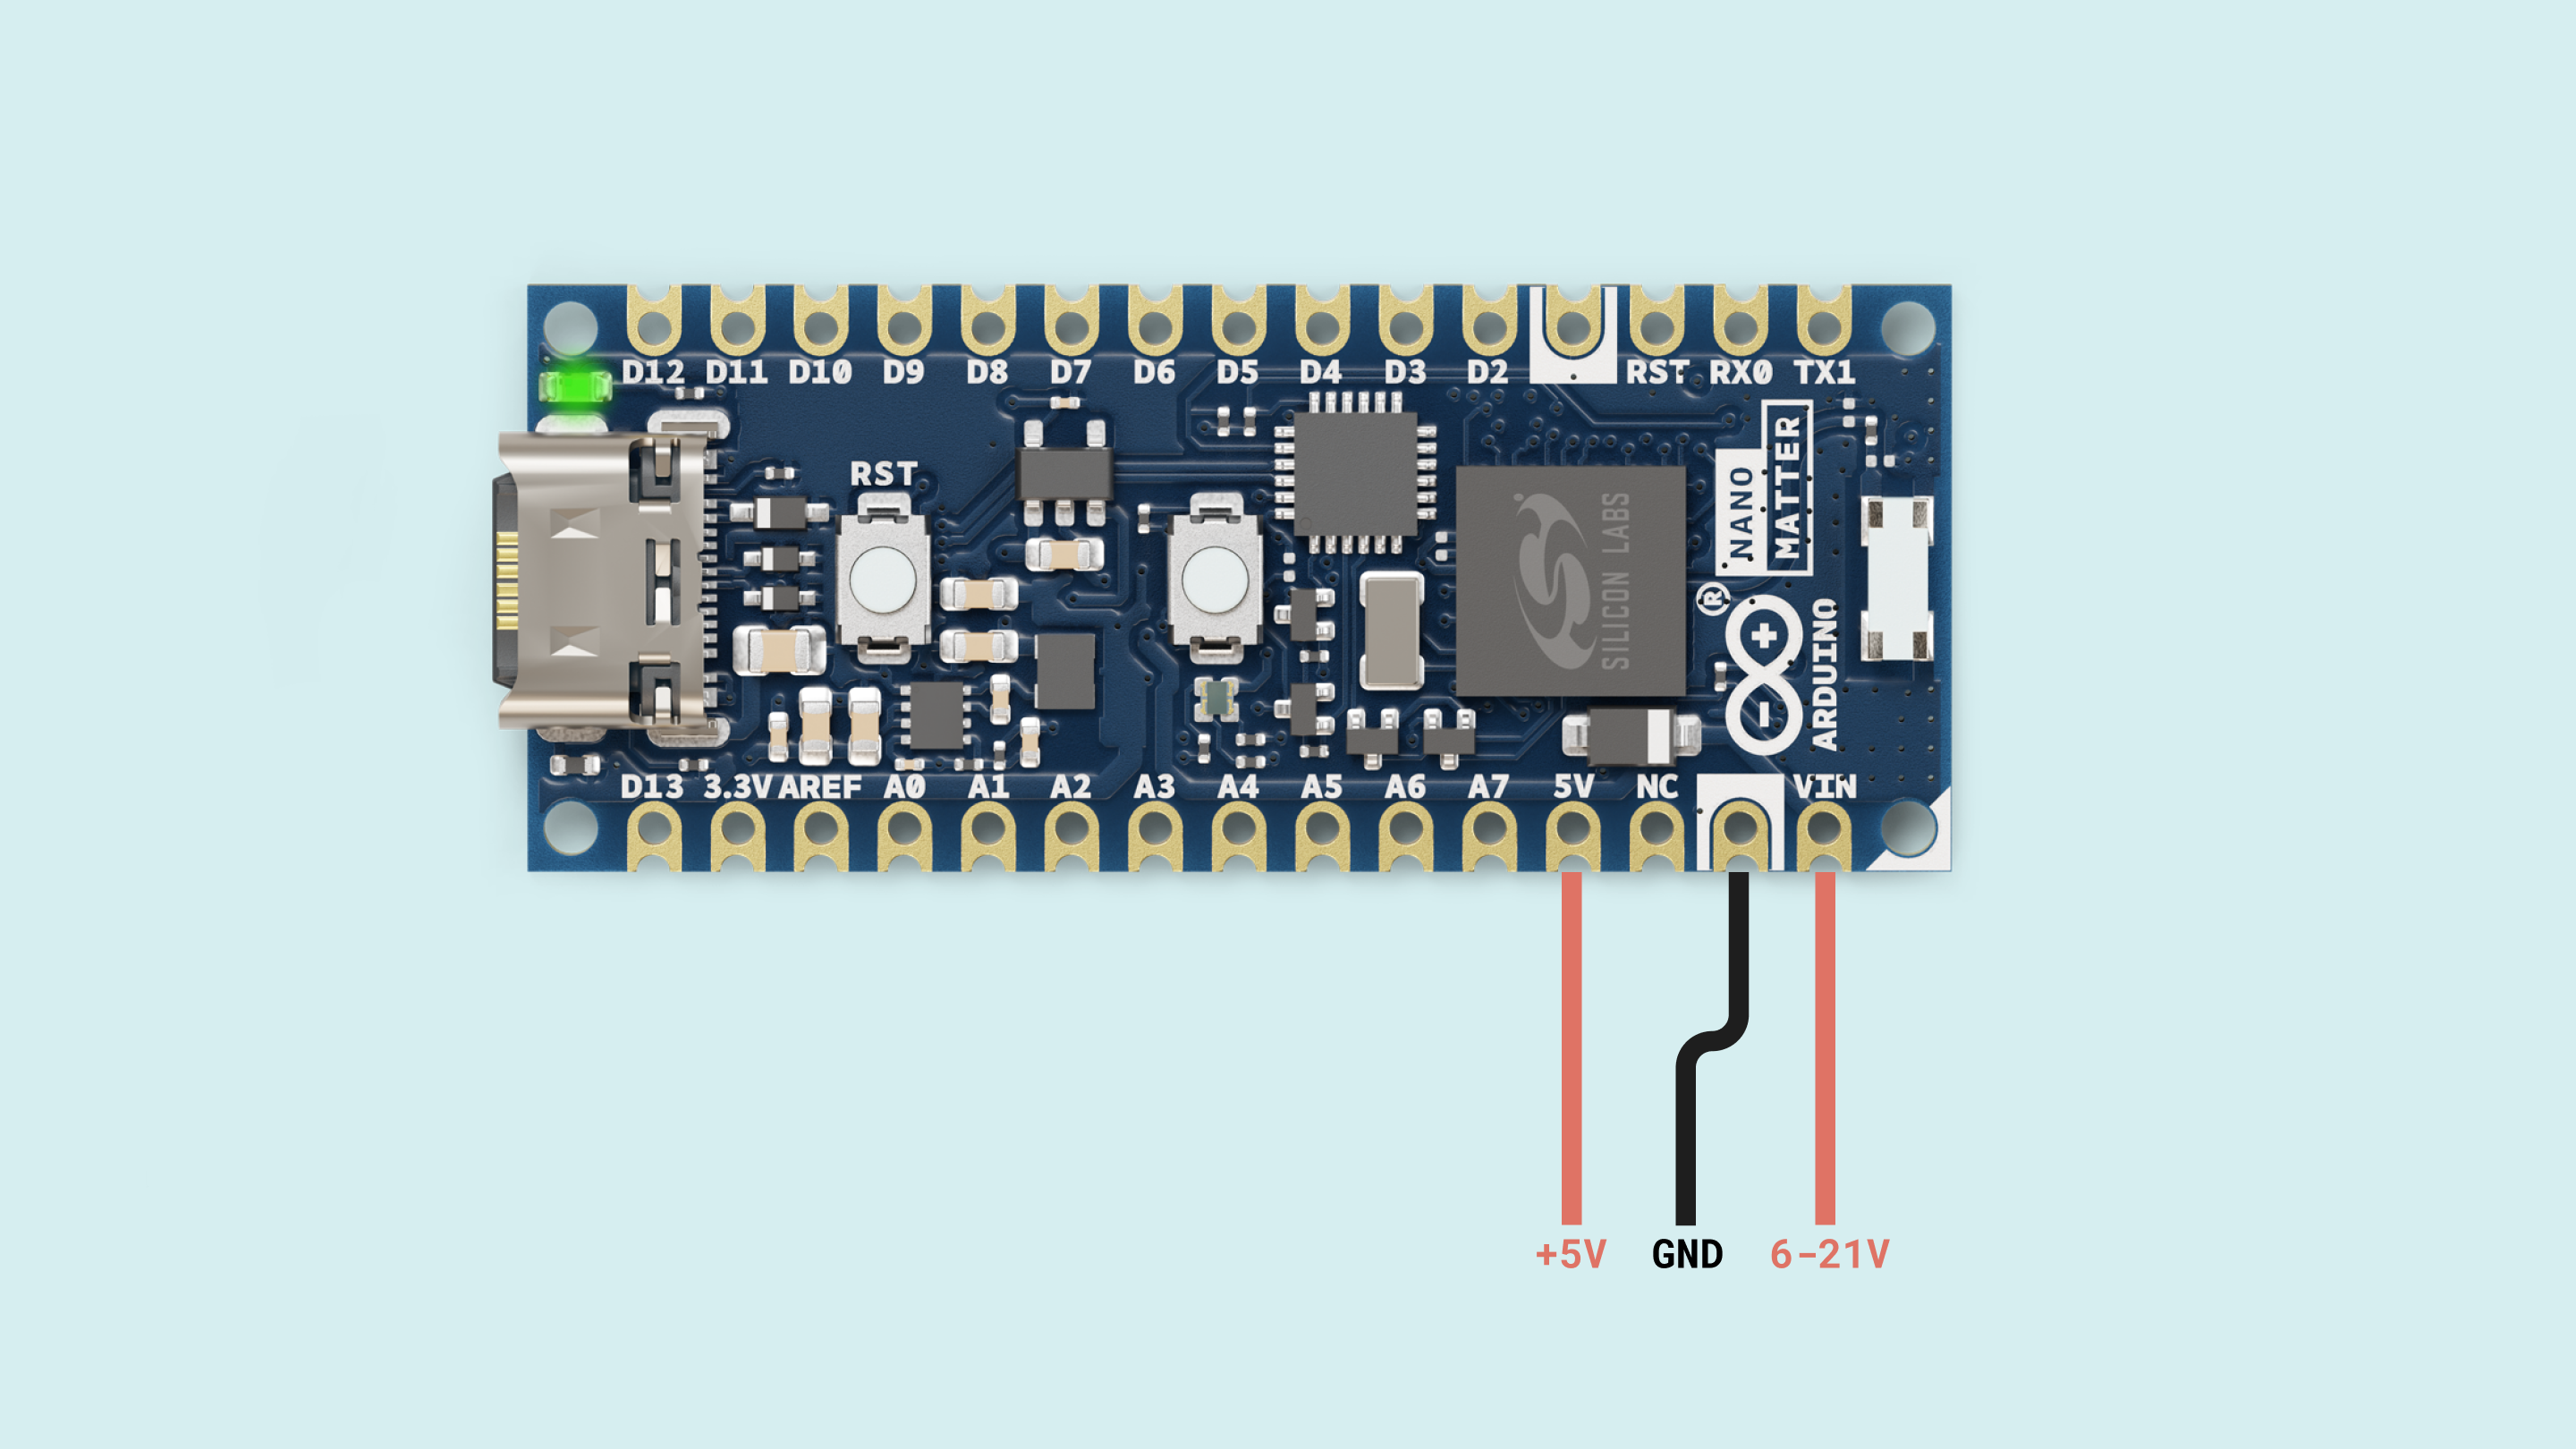 D12 D11 D10 D9 D8 D7 D6 D5 D4 D3 D2 RST RX0 TX1
RST
SILICON LABS
NANO
MATTER
®
ARDUINO
D13 3.3V AREF A0 A1 A2 A3 A4 A5 A6 A7 5V NC VIN
+5V GND 6-21V